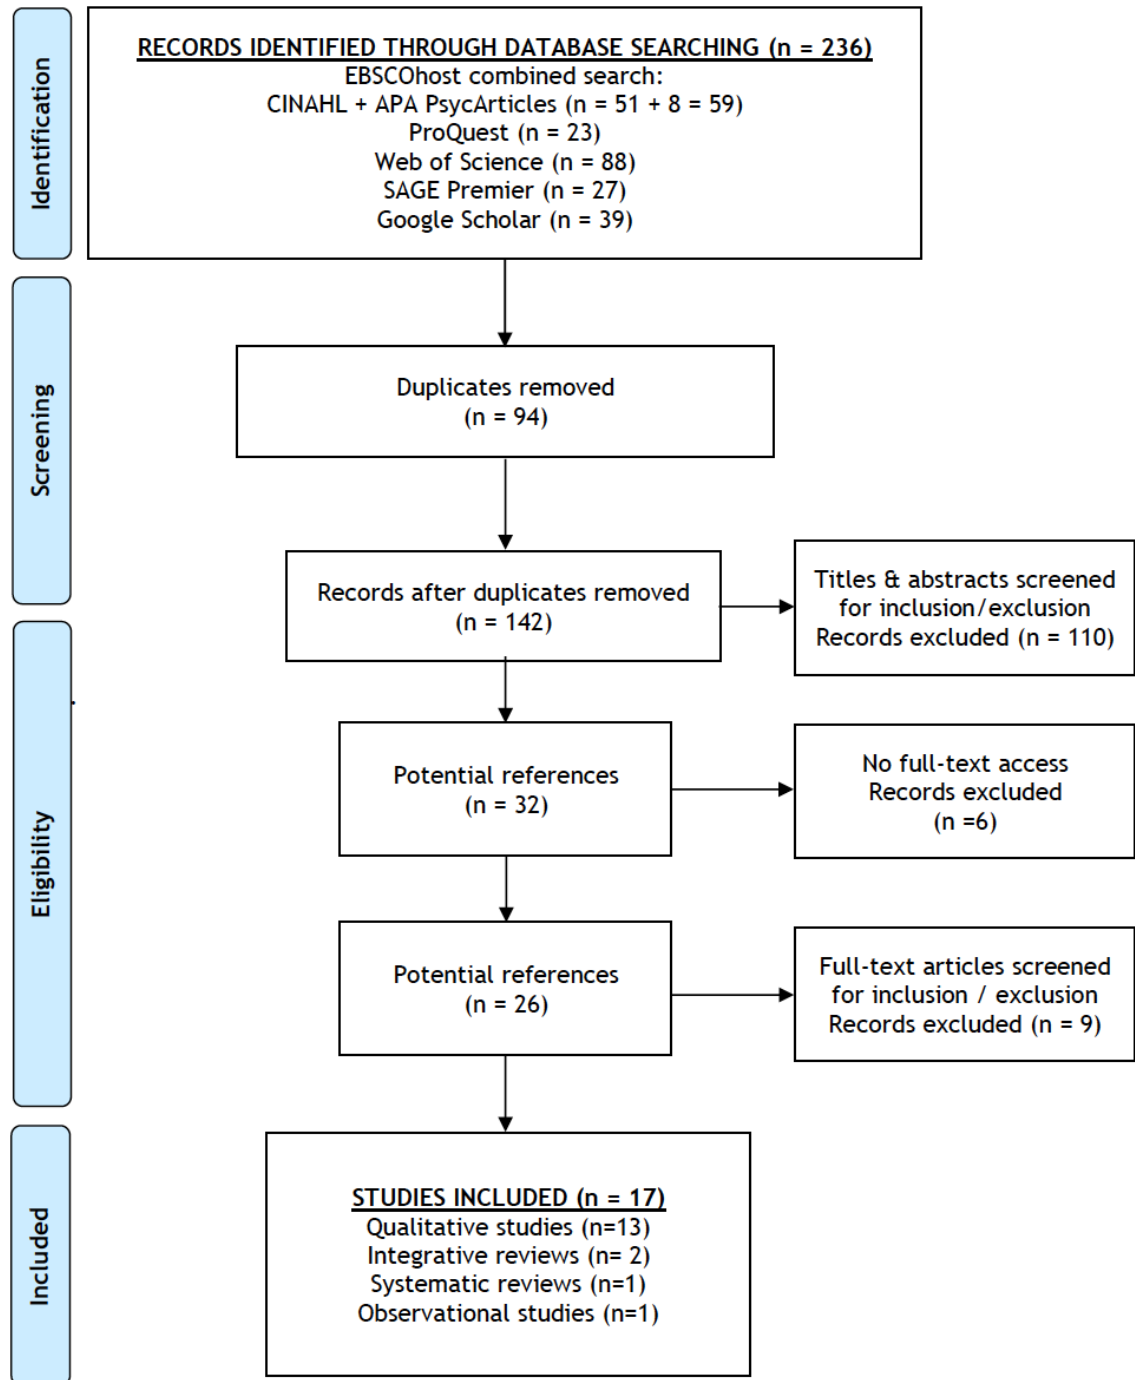 Identification
RECORDS IDENTIFIED THROUGH DATABASE SEARCHING (n = 236)
EBSCOhost combined search:
CINAHL + APA PsycArticles (n = 51 + 8 = 59)
ProQuest (n = 23)
Web of Science (n = 88)
SAGE Premier (n = 27)
Google Scholar (n = 39)
Screening
Duplicates removed
(n = 94)
Records after duplicates removed
(n = 142)
Titles & abstracts screened
for inclusion/exclusion
Records excluded (n = 110)
Eligibility
Potential references
(n = 32)
No full-text access
Records excluded
(n =6)
Potential references
(n = 26)
Full-text articles screened
for inclusion / exclusion
Records excluded (n = 9)
Included
STUDIES INCLUDED (n = 17)
Qualitative studies (n=13)
Integrative reviews (n= 2)
Systematic reviews (n=1)
Observational studies (n=1)